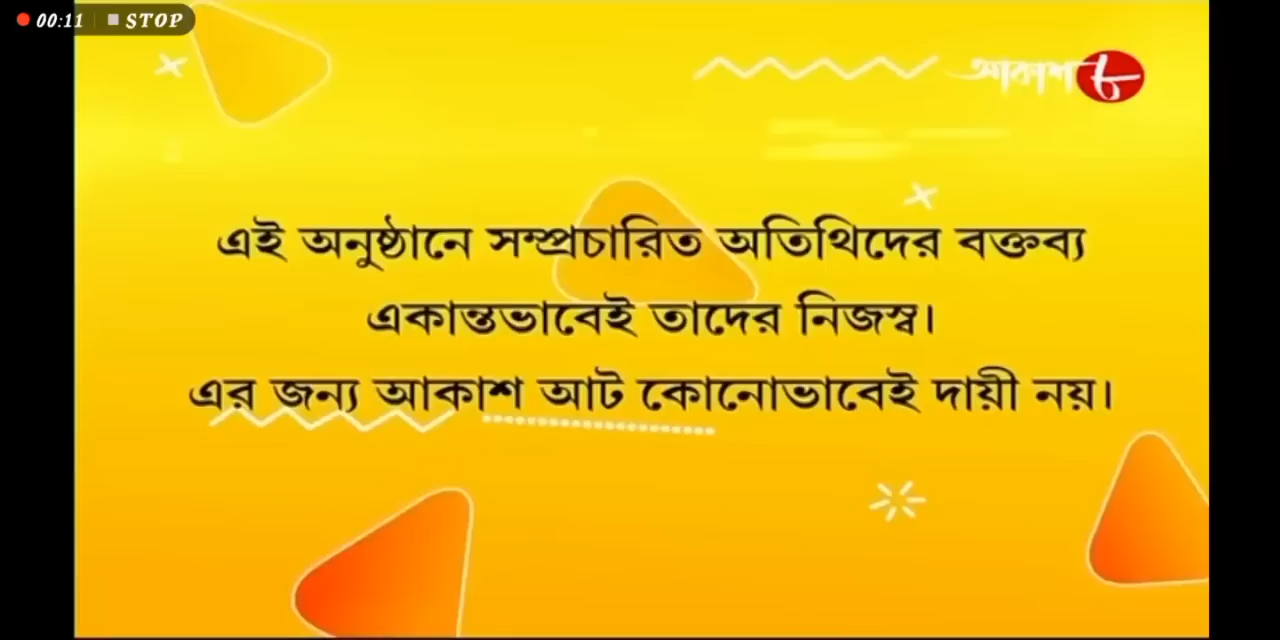 00:11 STOP
আকাশ ৮
এই অনুষ্ঠানে সম্প্রচারিত অতিথিদের বক্তব্য
একান্তভাবেই তাদের নিজস্ব।
এর জন্য আকাশ আট কোনোভাবেই দায়ী নয়।